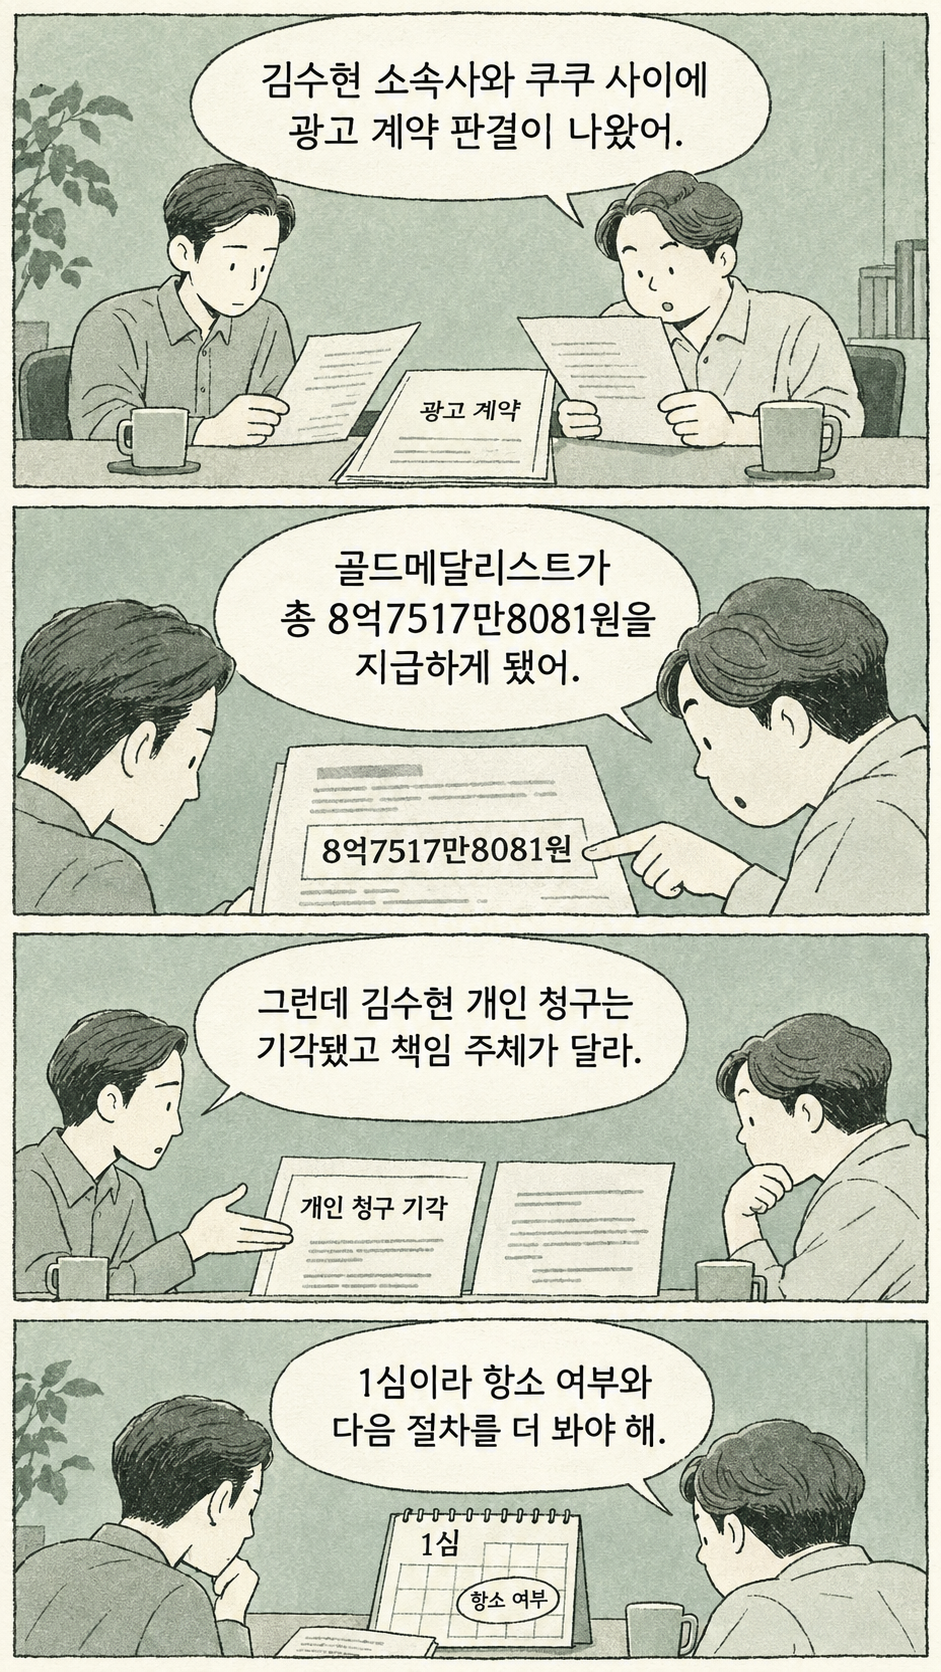 김수현 소속사와 쿠쿠 사이에
광고 계약 판결이 나왔어.
광고 계약
골드메달리스트가
총 8억7517만8081원을
지급하게 됐어.
8억7517만8081원
그런데 김수현 개인 청구는
기각됐고 책임 주체가 달라.
개인 청구 기각
1심이라 항소 여부와
다음 절차를 더 봐야 해.
1심
항소 여부